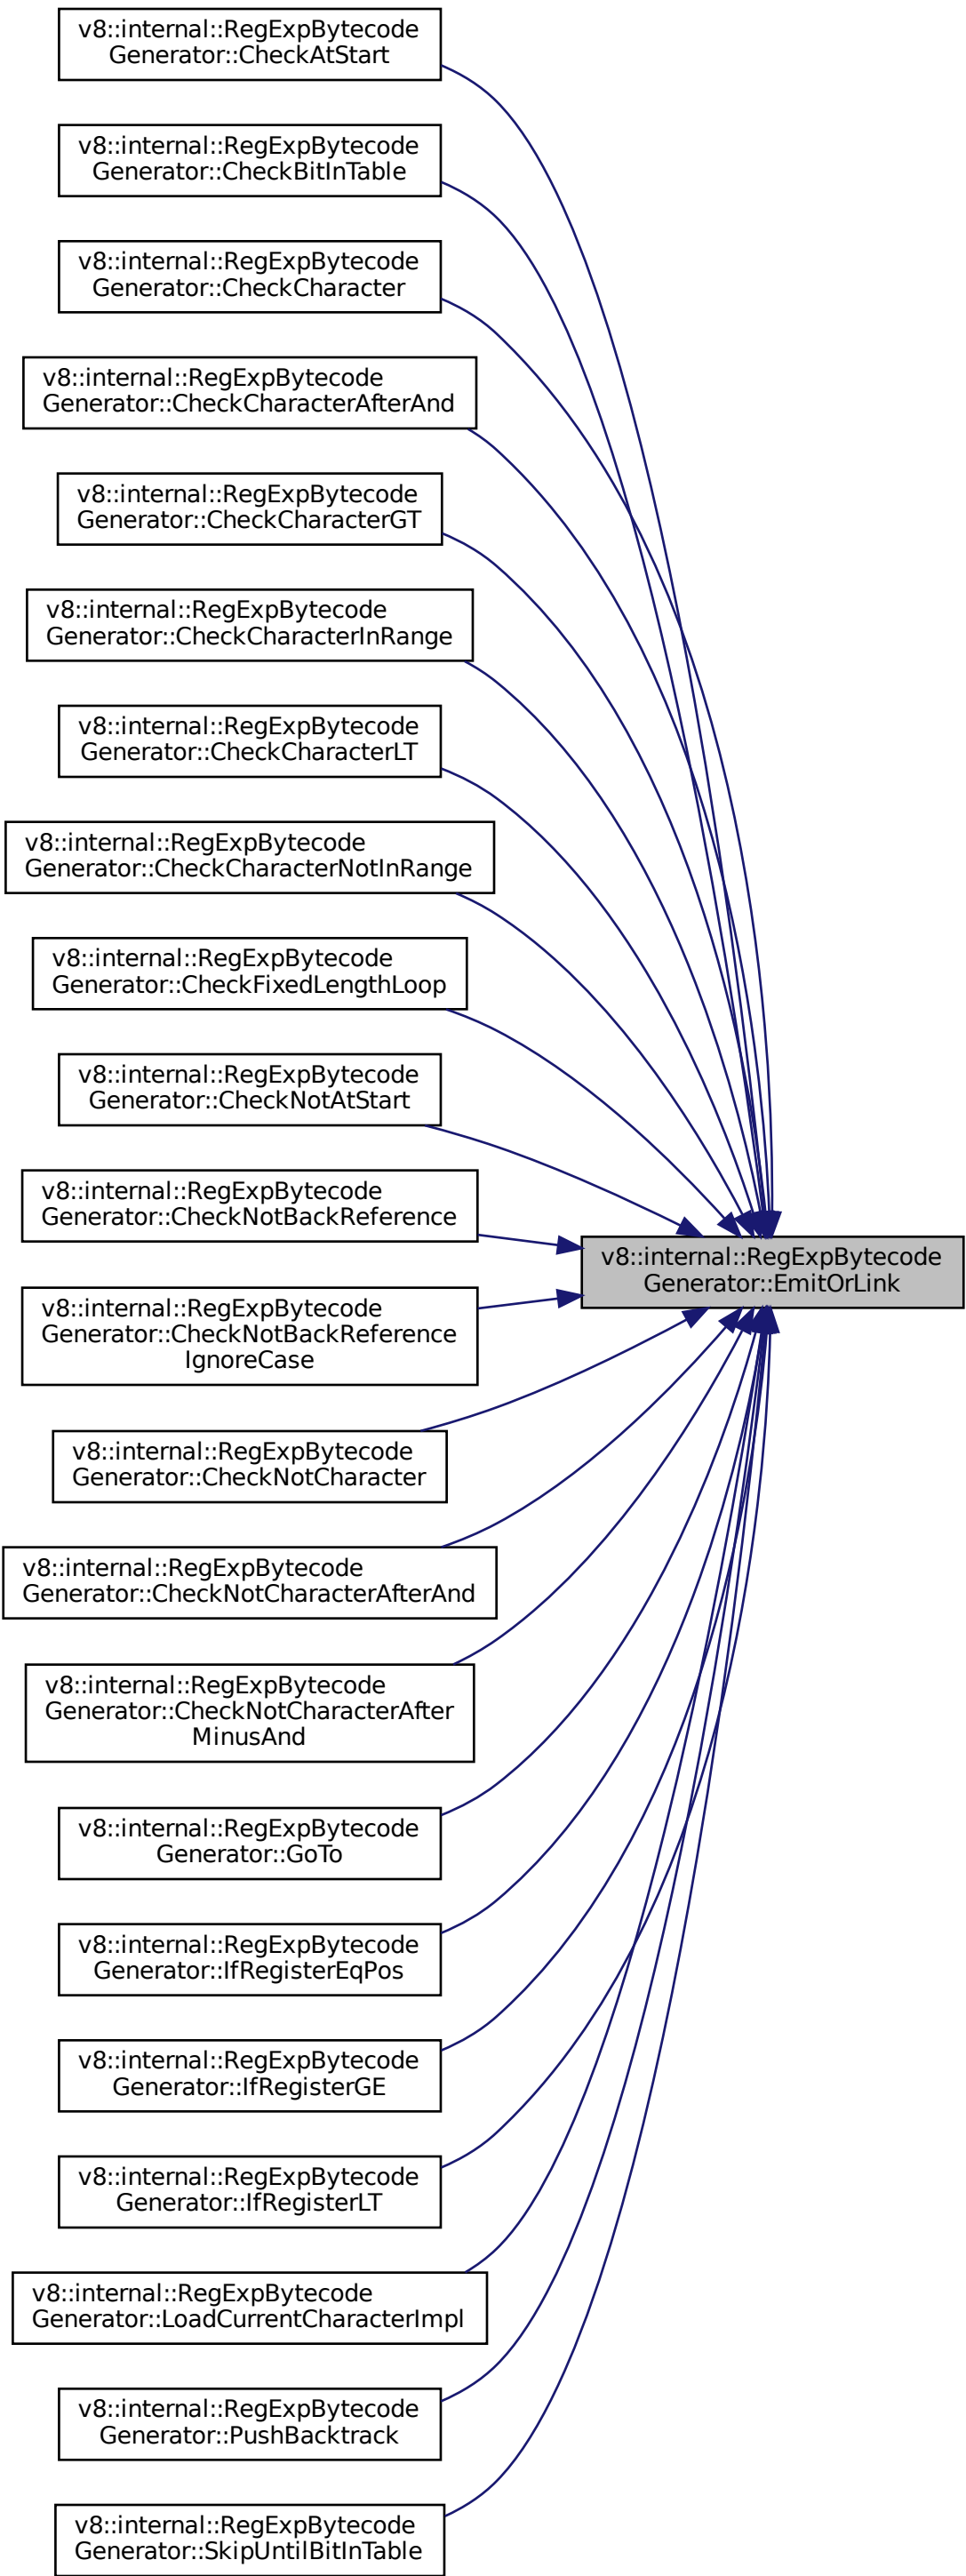 v8::internal::RegExpBytecode
Generator::CheckAtStart
v8::internal::RegExpBytecode
Generator::CheckBitInTable
v8::internal::RegExpBytecode
Generator::CheckCharacter
v8::internal::RegExpBytecode
Generator::CheckCharacterAfterAnd
v8::internal::RegExpBytecode
Generator::CheckCharacterGT
v8::internal::RegExpBytecode
Generator::CheckCharacterInRange
v8::internal::RegExpBytecode
Generator::CheckCharacterLT
v8::internal::RegExpBytecode
Generator::CheckCharacterNotInRange
v8::internal::RegExpBytecode
Generator::CheckFixedLengthLoop
v8::internal::RegExpBytecode
Generator::CheckNotAtStart
v8::internal::RegExpBytecode
Generator::CheckNotBackReference
v8::internal::RegExpBytecode
Generator::EmitOrLink
v8::internal::RegExpBytecode
Generator::CheckNotBackReference
IgnoreCase
v8::internal::RegExpBytecode
Generator::CheckNotCharacter
v8::internal::RegExpBytecode
Generator::CheckNotCharacterAfterAnd
v8::internal::RegExpBytecode
Generator::CheckNotCharacterAfter
MinusAnd
v8::internal::RegExpBytecode
Generator::GoTo
v8::internal::RegExpBytecode
Generator::IfRegisterEqPos
v8::internal::RegExpBytecode
Generator::IfRegisterGE
v8::internal::RegExpBytecode
Generator::IfRegisterLT
v8::internal::RegExpBytecode
Generator::LoadCurrentCharacterImpl
v8::internal::RegExpBytecode
Generator::PushBacktrack
v8::internal::RegExpBytecode
Generator::SkipUntilBitInTable